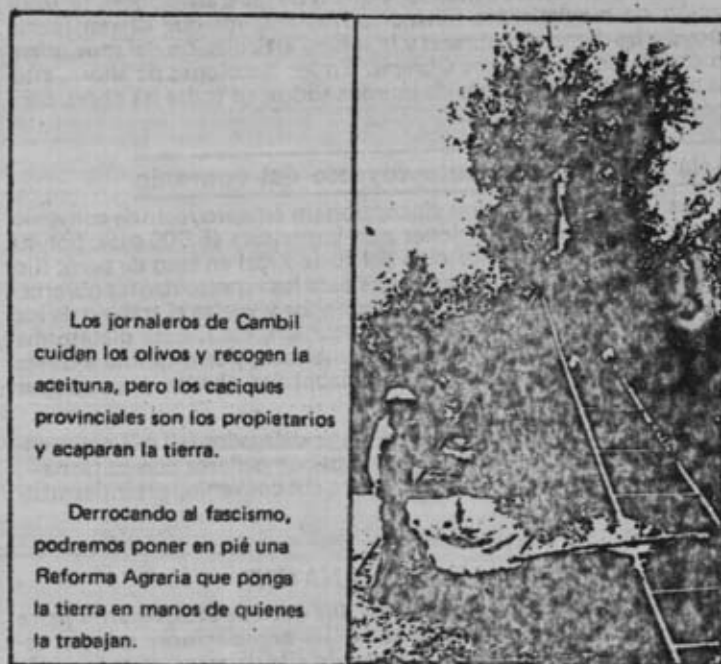 Los jornaleros de Cambil
cuidan los olivos y recogen la
aceituna, pero los caciques
provinciales son los propietarios
y acaparan la tierra.
Derrocando al fascismo,
podremos poner en pié una
Reforma Agraria que ponga
la tierra en manos de quienes
la trabajan.